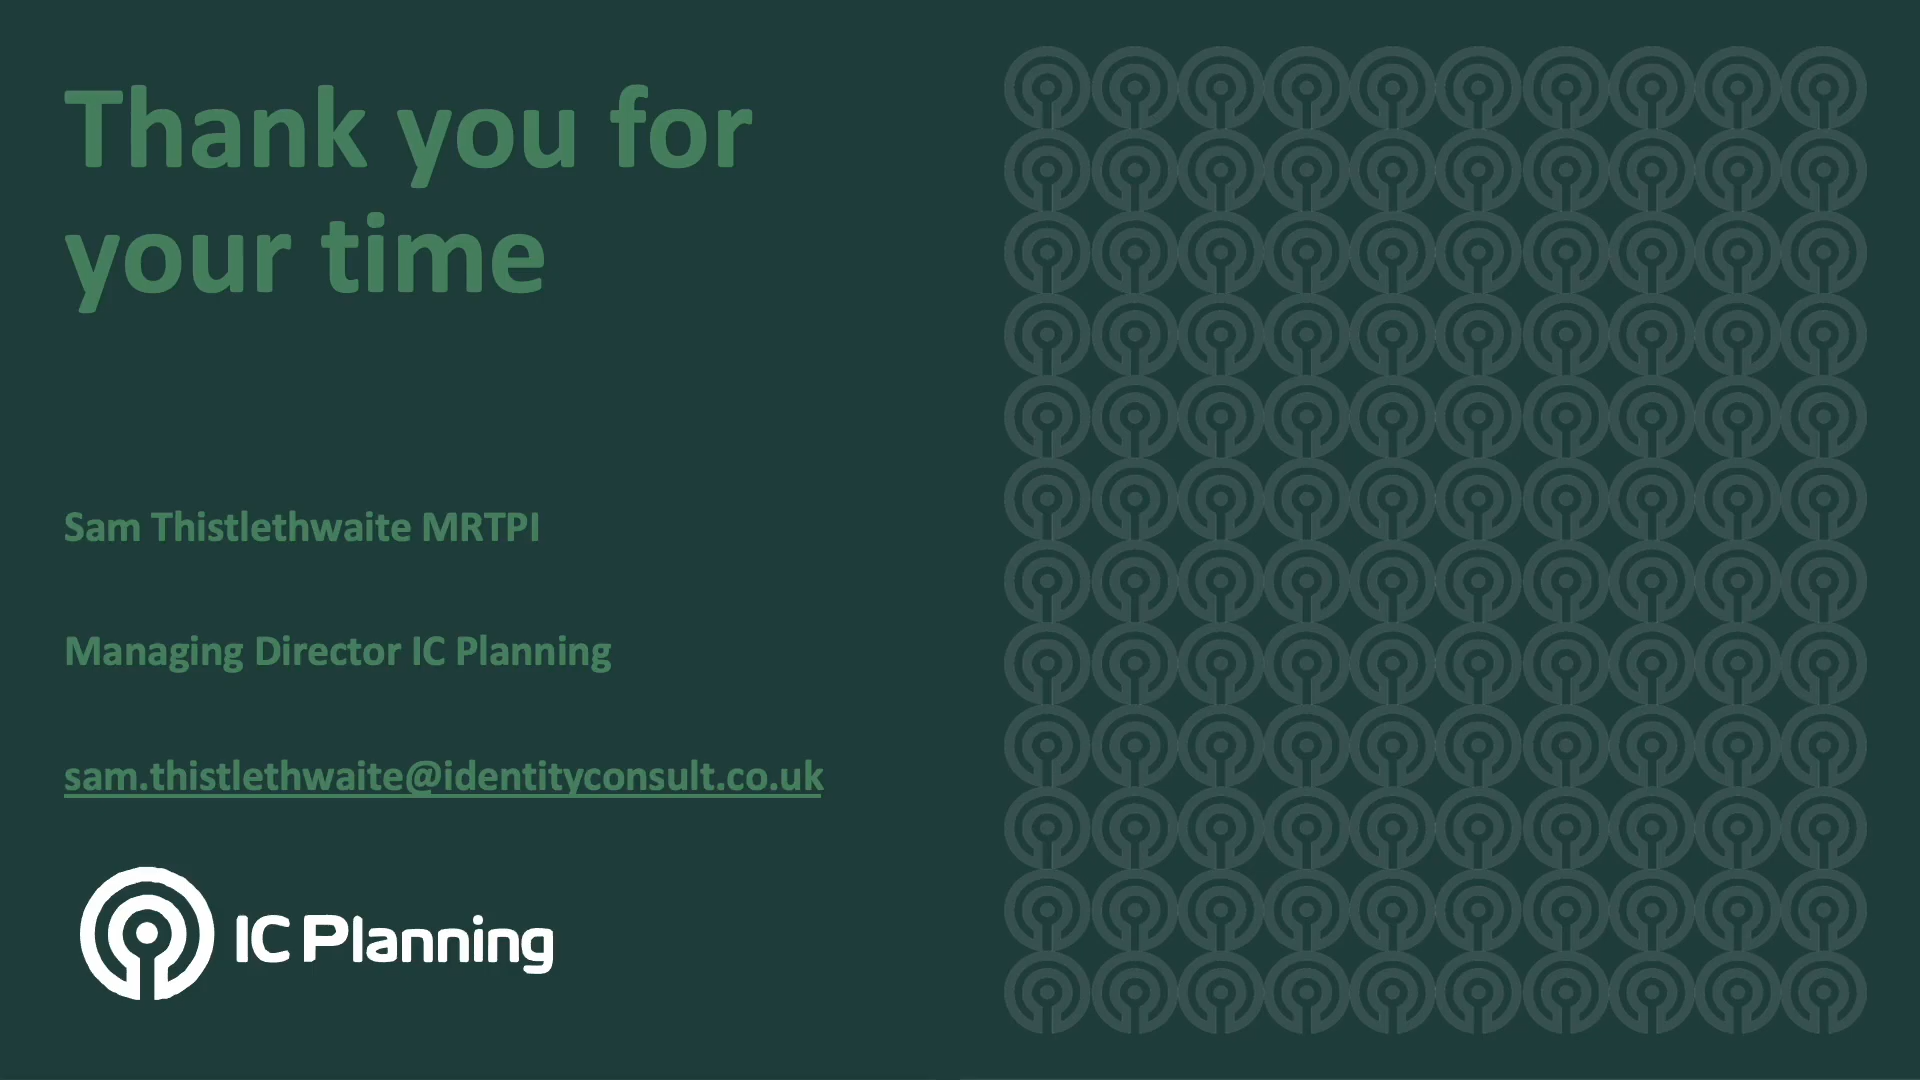 Thank you for
your time
Sam Thistlethwaite MRTPI
Managing Director IC Planning
sam.thistlethwaite@identityconsult.co.uk
IC Planning